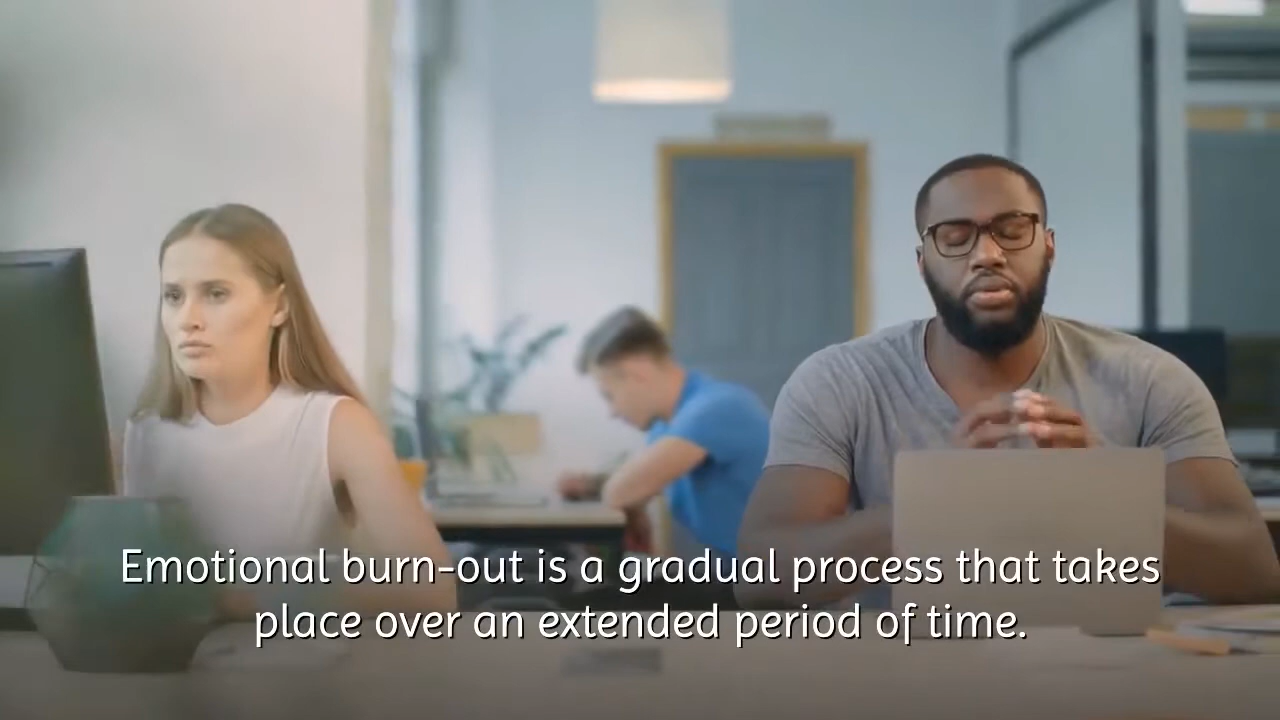 Emotional burn-out is a gradual process that takes
place over an extended period of time.